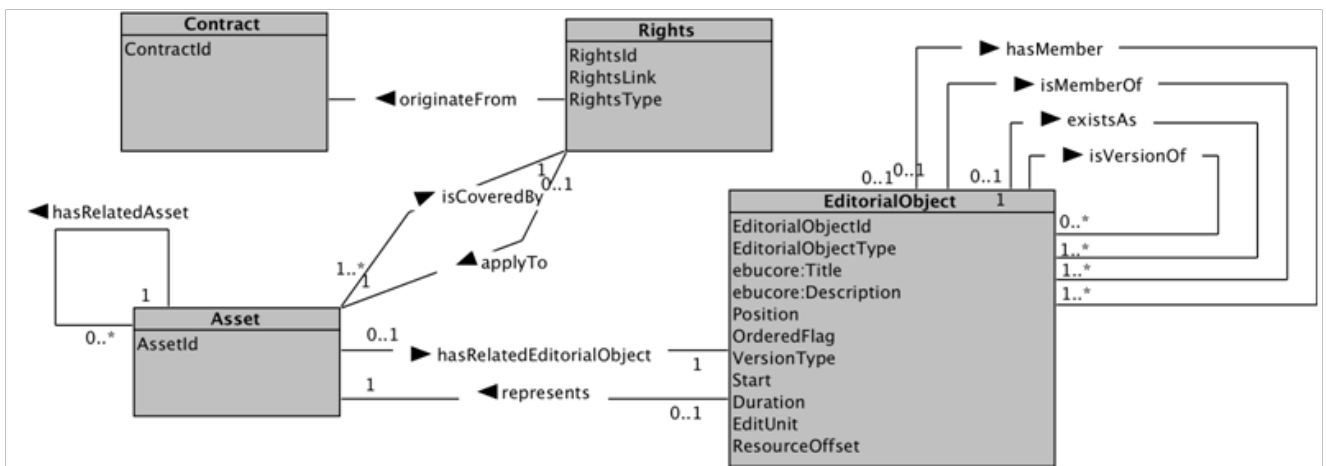 Contract
ContractId
Rights
RightsId
RightsLink
RightsType
originateFrom
hasMember
isMemberOf
existsAs
isVersionOf
0..1
0..1
0..1
1
1
0..1
isCoveredBy
applyTo
1..*
1
hasRelatedAsset
1
0..*
Asset
AssetId
0..1
hasRelatedEditorialObject
1
1
represents
0..1
EditorialObject
EditorialObjectId
EditorialObjectType
ebucore:Title
ebucore:Description
Position
OrderedFlag
VersionType
Start
Duration
EditUnit
ResourceOffset
0..*
1..*
1..*
1..*